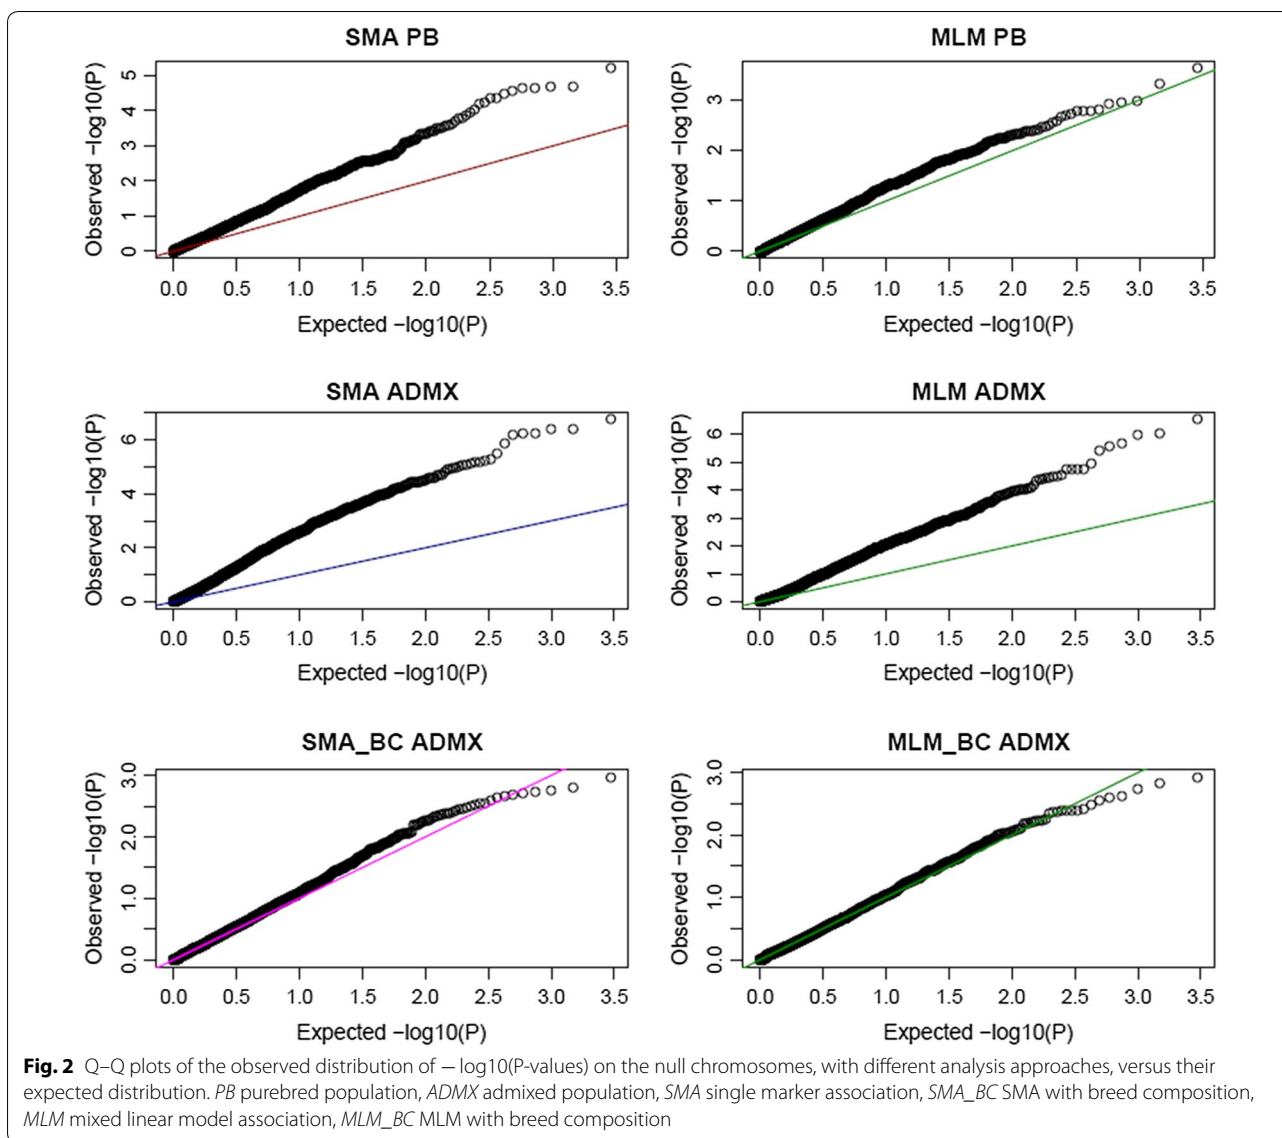 SMA PB
Observed −log10(P)
5
4
3
2
1
0
0.0 0.5 1.0 1.5 2.0 2.5 3.0 3.5
Expected −log10(P)
MLM PB
Observed −log10(P)
3
2
1
0
0.0 0.5 1.0 1.5 2.0 2.5 3.0 3.5
Expected −log10(P)
SMA ADMX
Observed −log10(P)
6
4
2
0
0.0 0.5 1.0 1.5 2.0 2.5 3.0 3.5
Expected −log10(P)
MLM ADMX
Observed −log10(P)
6
5
4
3
2
1
0
0.0 0.5 1.0 1.5 2.0 2.5 3.0 3.5
Expected −log10(P)
SMA_BC ADMX
Observed −log10(P)
3.0
2.0
1.0
0.0
0.0 0.5 1.0 1.5 2.0 2.5 3.0 3.5
Expected −log10(P)
MLM_BC ADMX
Observed −log10(P)
3.0
2.0
1.0
0.0
0.0 0.5 1.0 1.5 2.0 2.5 3.0 3.5
Expected −log10(P)
Fig. 2 Q–Q plots of the observed distribution of − log10(P-values) on the null chromosomes, with different analysis approaches, versus their
expected distribution. PB purebred population, ADMX admixed population, SMA single marker association, SMA_BC SMA with breed composition,
MLM mixed linear model association, MLM_BC MLM with breed composition